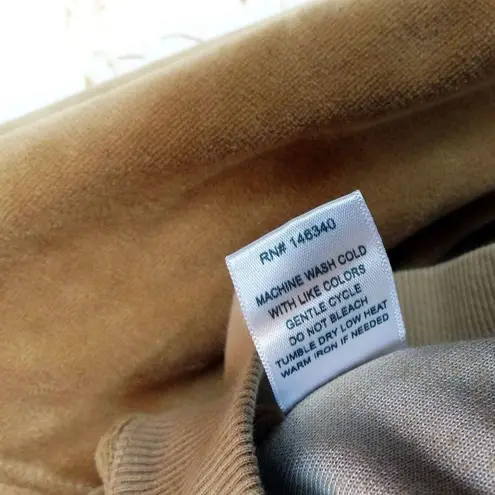 RN# 146340
MACHINE WASH COLD
WITH LIKE COLORS
GENTLE CYCLE
DO NOT BLEACH
TUMBLE DRY LOW HEAT
WARM IRON IF NEEDED